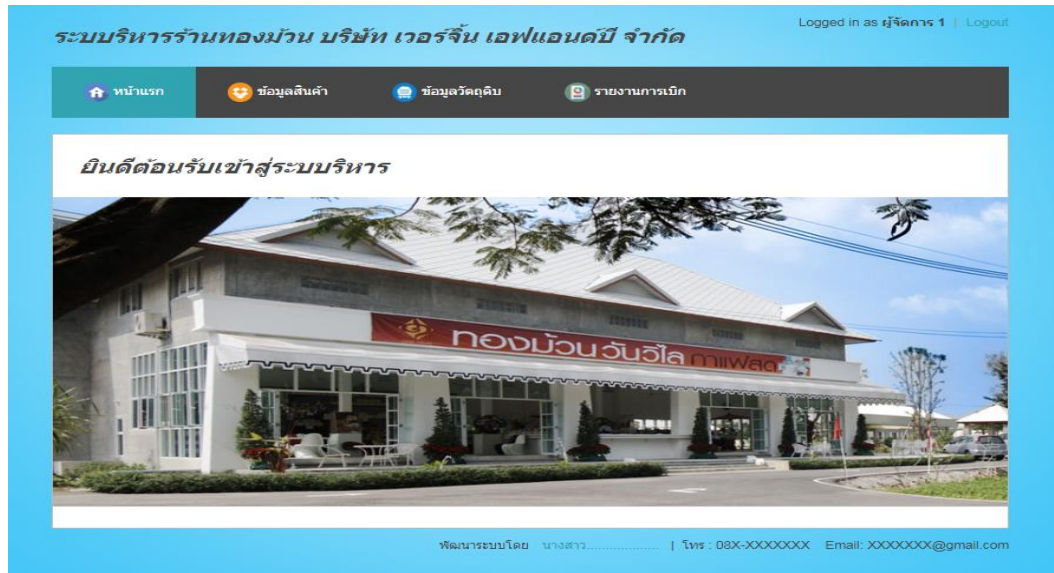 ระบบริหารร้านทองม้วน บริษัท เวอร์จิ้น เอฟแอนด์บี จำกัด
Logged in as ผู้จัดการ 1 | Logout
หน้าแรก ข้อมูลสินค้า ข้อมูลวัตถุดิบ รายงานการเบิก
ยินดีต้อนรับเข้าสู่ระบบริหาร
ทองม้วนวันวิไล กาแฟสด
พัฒนาระบบโดย นางสาว................... | โทร : 08X-XXXXXXX Email: XXXXXXX@gmail.com